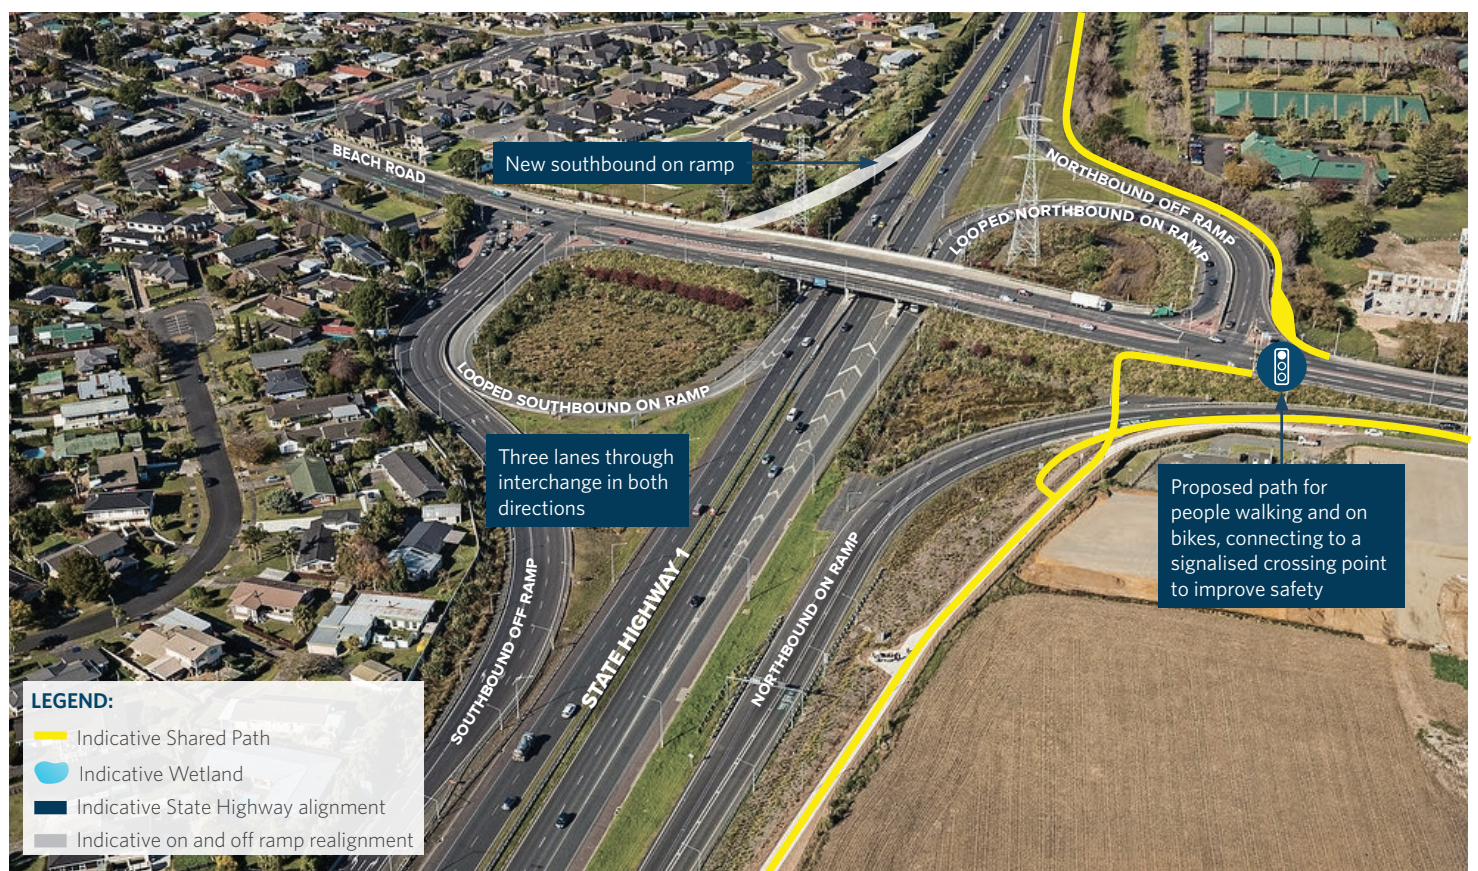 BEACH ROAD
New southbound on ramp
NORTHBOUND OFF RAMP
LOOPED NORTHBOUND ON RAMP
LOOPED SOUTHBOUND ON RAMP
Three lanes through
interchange in both
directions
STATE HIGHWAY 1
SOUTHBOUND OFF RAMP
NORTHBOUND ON RAMP
Proposed path for
people walking and on
bikes, connecting to a
signalised crossing point
to improve safety
LEGEND:
Indicative Shared Path
Indicative Wetland
Indicative State Highway alignment
Indicative on and off ramp realignment